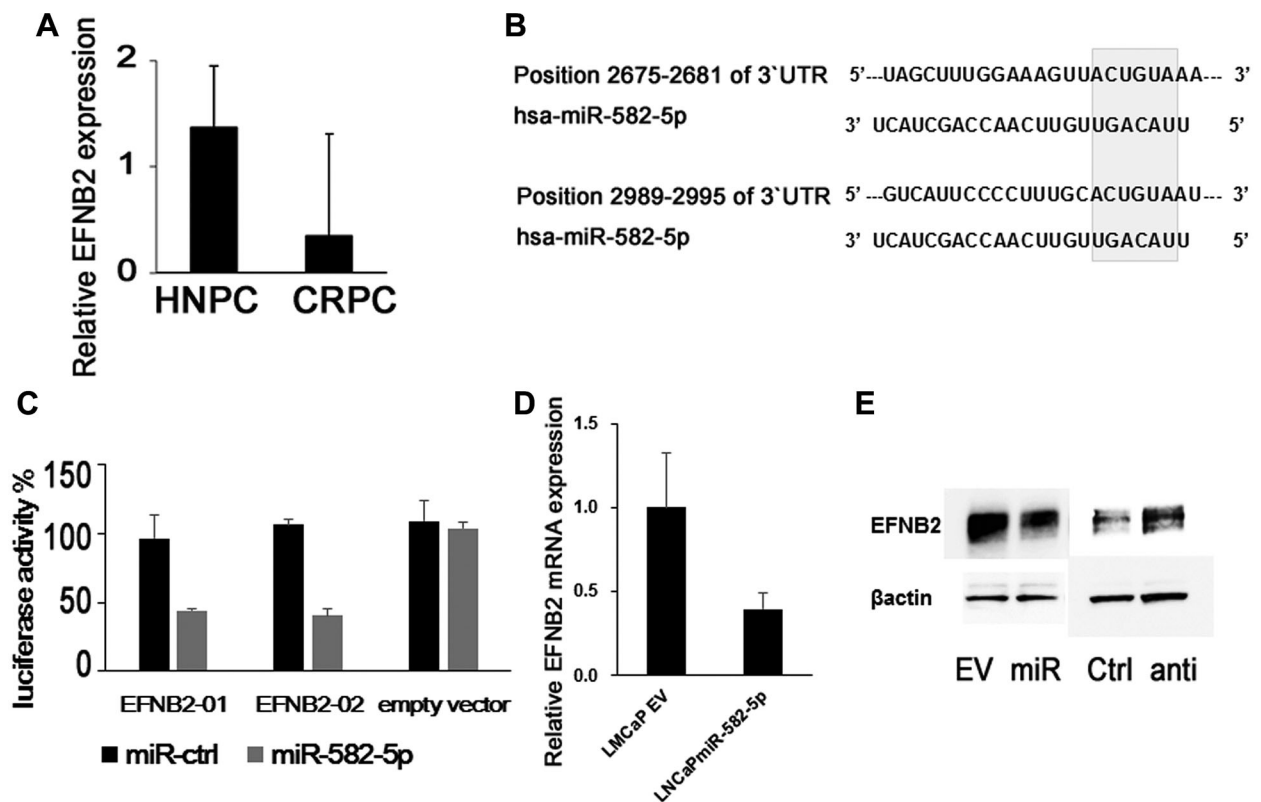 A
Relative EFNB2 expression
2
1
0
HNPC CRPC
B
Position 2675-2681 of 3`UTR 5’---UAGCUUUGGAAAGUUACUGUAAA--- 3’
hsa-miR-582-5p 3’ UCAUCGACCAACUUGUUGACAUU 5’
Position 2989-2995 of 3`UTR 5’ ---GUCAUUCCCCUUUGCACUGUAAU--- 3’
hsa-miR-582-5p 3’ UCAUCGACCAACUUGUUGACAUU 5’
C
luciferase activity %
150
100
50
0
EFNB2-01 EFNB2-02 empty vector
miR-ctrl miR-582-5p
D
Relative EFNB2 mRNA expression
1.5
1.0
0.5
0.0
LMCaP EV
LNCaPmiR-582-5p
E
EFNB2
βactin
EV miR Ctrl anti